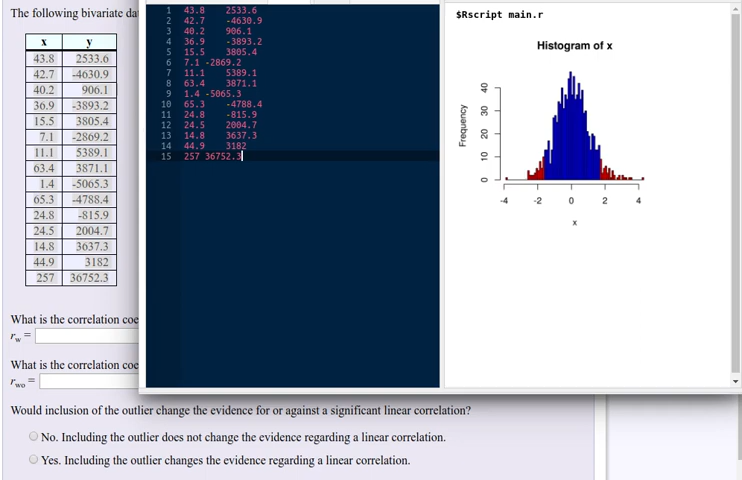 The following bivariate da
x y
43.8 2533.6
42.7 -4630.9
40.2 906.1
36.9 -3893.2
15.5 3805.4
7.1 -2869.2
11.1 5389.1
63.4 3871.1
1.4 -5065.3
65.3 -4788.4
24.8 -815.9
24.5 2004.7
14.8 3637.3
44.9 3182
257 36752.3
What is the correlation coe
rw =
What is the correlation coe
rwo =
Would inclusion of the outlier change the evidence for or against a significant linear correlation?
No. Including the outlier does not change the evidence regarding a linear correlation.
Yes. Including the outlier changes the evidence regarding a linear correlation.
1 43.8 2533.6
2 42.7 -4630.9
3 40.2 906.1
4 36.9 -3893.2
5 15.5 3805.4
6 7.1 -2869.2
7 11.1 5389.1
8 63.4 3871.1
9 1.4 -5065.3
10 65.3 -4788.4
11 24.8 -815.9
12 24.5 2004.7
13 14.8 3637.3
14 44.9 3182
15 257 36752.3
$Rscript main.r
Histogram of x
Frequency
40
30
20
10
0
-4 -2 0 2 4
x